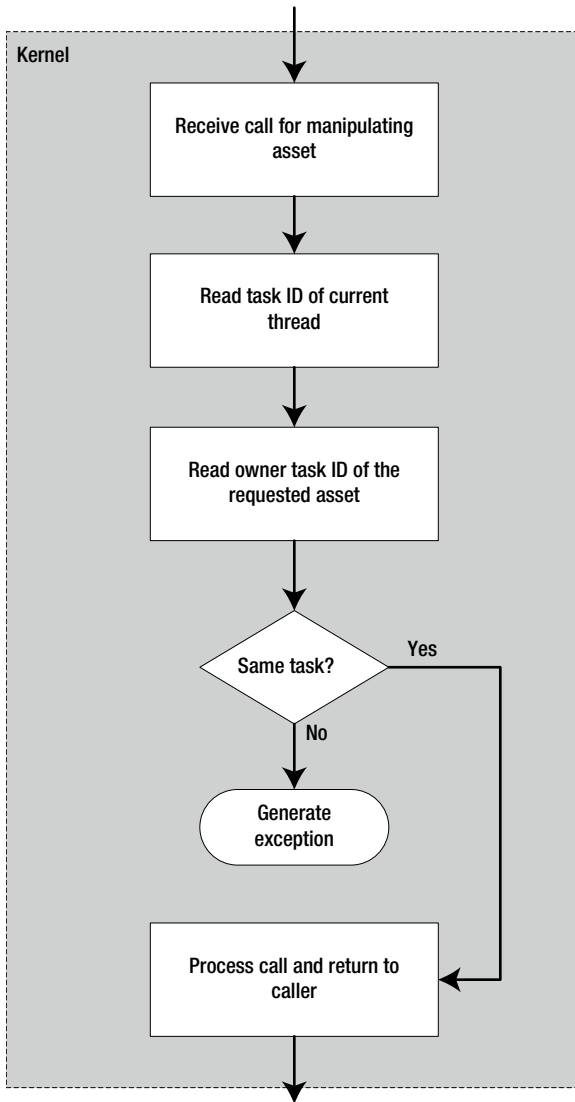 Kernel
Receive call for manipulating
asset
Read task ID of current
thread
Read owner task ID of the
requested asset
Same task?
Yes
No
Generate
exception
Process call and return to
caller